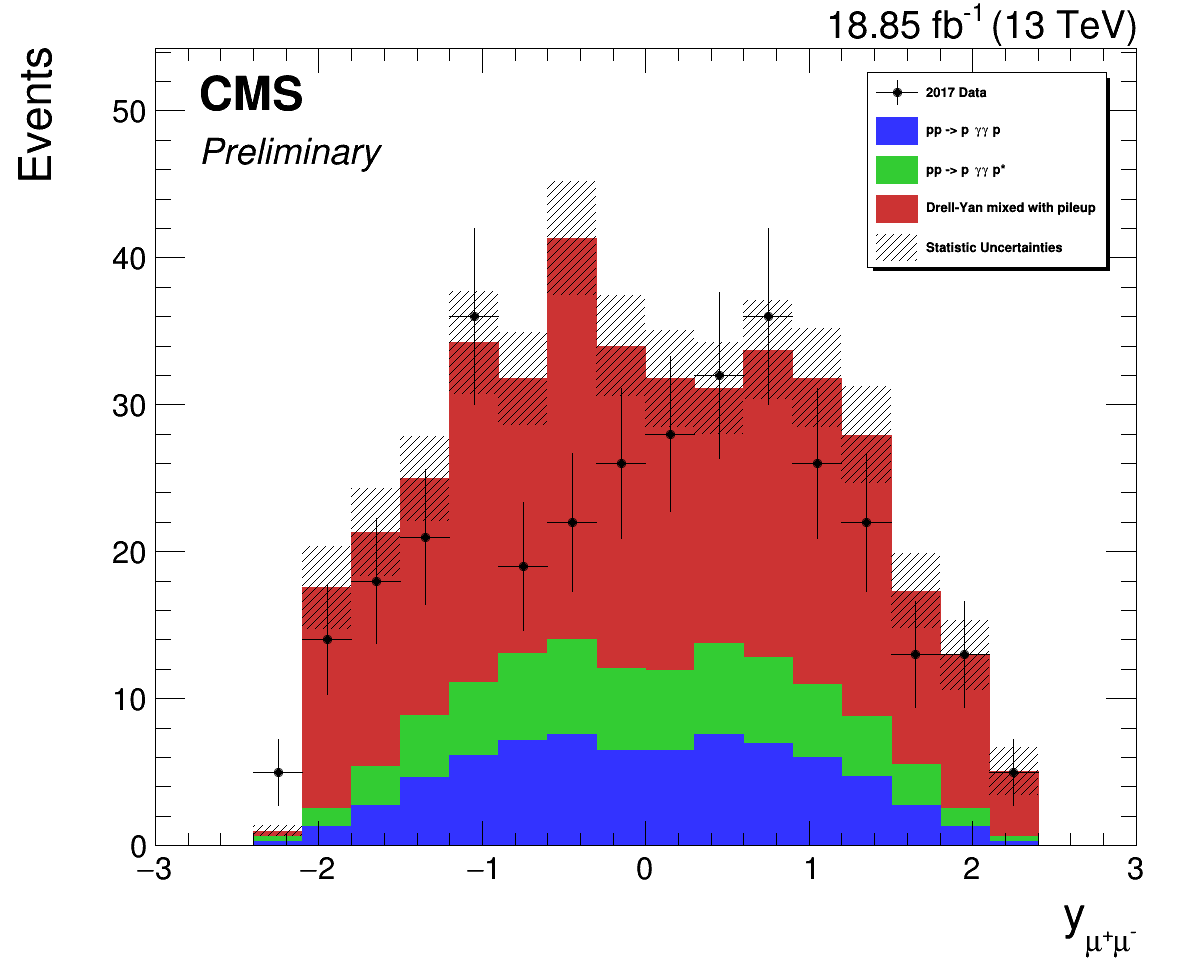 18.85 fb⁻¹ (13 TeV)
Events
CMS
Preliminary
2017 Data
pp -> p γγ p
pp -> p γγ p*
Drell-Yan mixed with pileup
Statistic Uncertainties
50
40
30
20
10
0
−3 −2 −1 0 1 2 3
y_μ⁺μ⁻